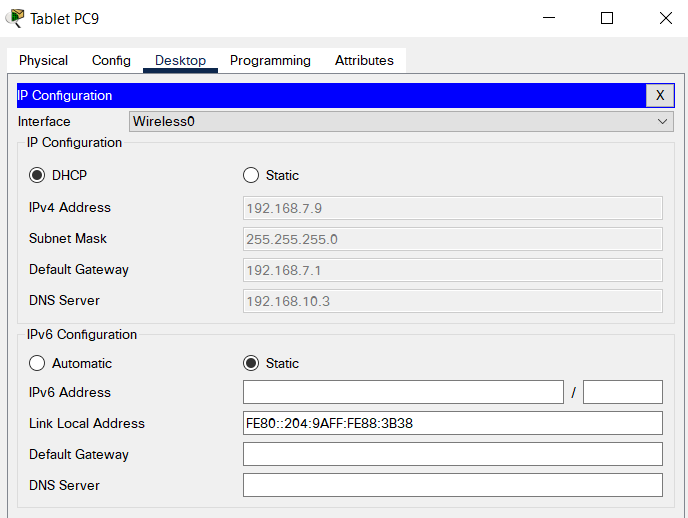 Tablet PC9
Physical Config Desktop Programming Attributes
IP Configuration X
Interface Wireless0
IP Configuration
DHCP Static
IPv4 Address 192.168.7.9
Subnet Mask 255.255.255.0
Default Gateway 192.168.7.1
DNS Server 192.168.10.3
IPv6 Configuration
Automatic Static
IPv6 Address /
Link Local Address FE80::204:9AFF:FE88:3B38
Default Gateway
DNS Server